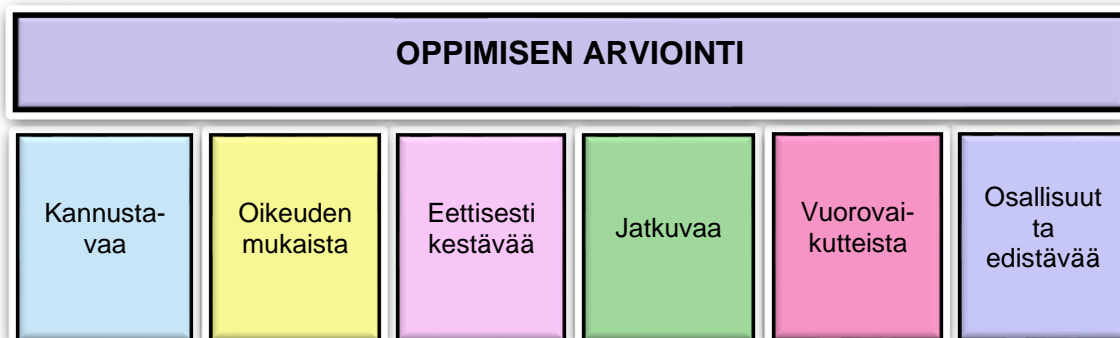 OPPIMISEN ARVIOINTI
Kannusta-
vaa
Oikeuden
mukaista
Eettisesti
kestävää
Jatkuvaa
Vuorovai-
kutteista
Osallisuut
ta
edistävää